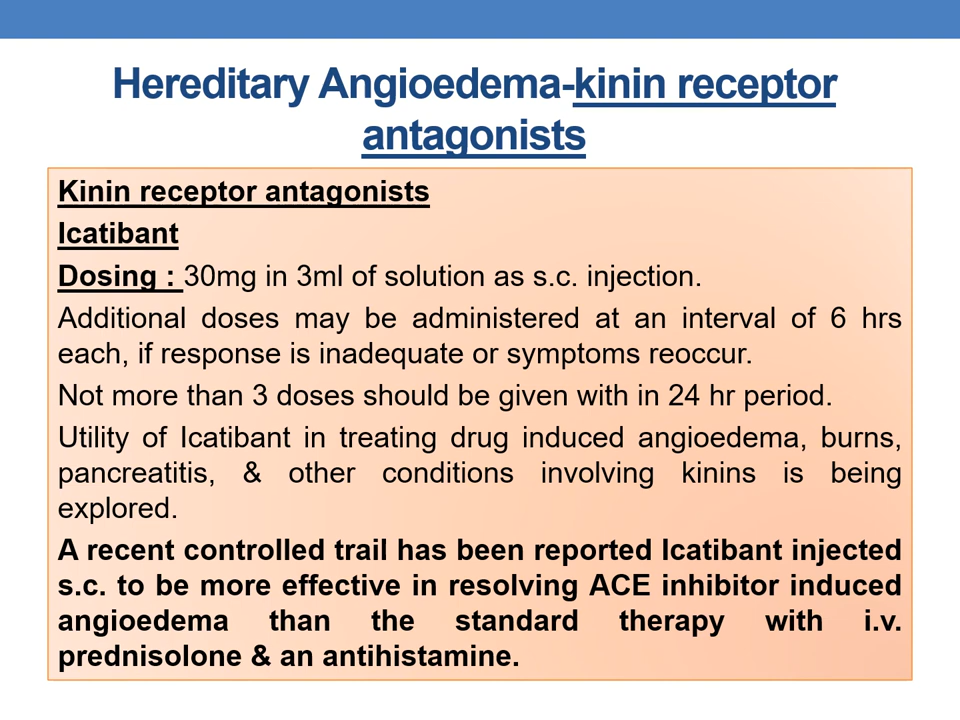 Hereditary Angioedema-kinin receptor
antagonists
Kinin receptor antagonists
Icatibant
Dosing : 30mg in 3ml of solution as s.c. injection.
Additional doses may be administered at an interval of 6 hrs
each, if response is inadequate or symptoms reoccur.
Not more than 3 doses should be given with in 24 hr period.
Utility of Icatibant in treating drug induced angioedema, burns,
pancreatitis, & other conditions involving kinins is being
explored.
A recent controlled trail has been reported Icatibant injected
s.c. to be more effective in resolving ACE inhibitor induced
angioedema than the standard therapy with i.v.
prednisolone & an antihistamine.